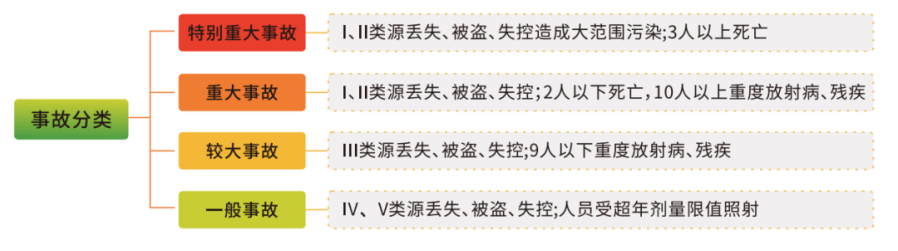 事故分类
特别重大事故
I、II类源丢失、被盗、失控造成大范围污染;3人以上死亡
重大事故
I、II类源丢失、被盗、失控;2人以下死亡,10人以上重度放射病、残疾
较大事故
III类源丢失、被盗、失控;9人以下重度放射病、残疾
一般事故
IV、V类源丢失、被盗、失控;人员受超年剂量限值照射